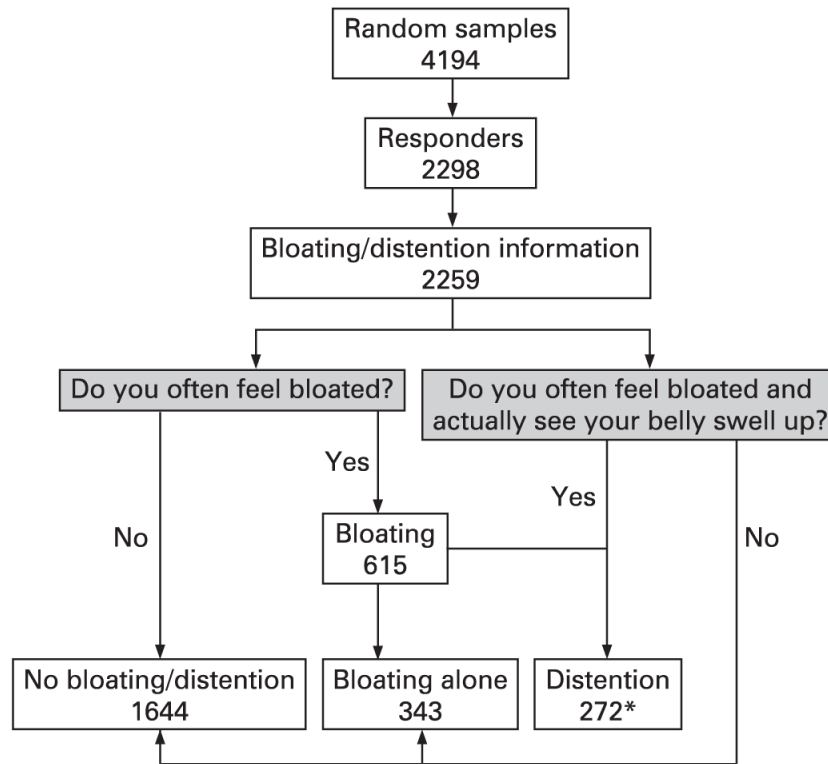 Random samples
4194
Responders
2298
Bloating/distention information
2259
Do you often feel bloated?
Do you often feel bloated and
actually see your belly swell up?
Yes
Yes
No
No
Bloating
615
No bloating/distention
1644
Bloating alone
343
Distention
272*